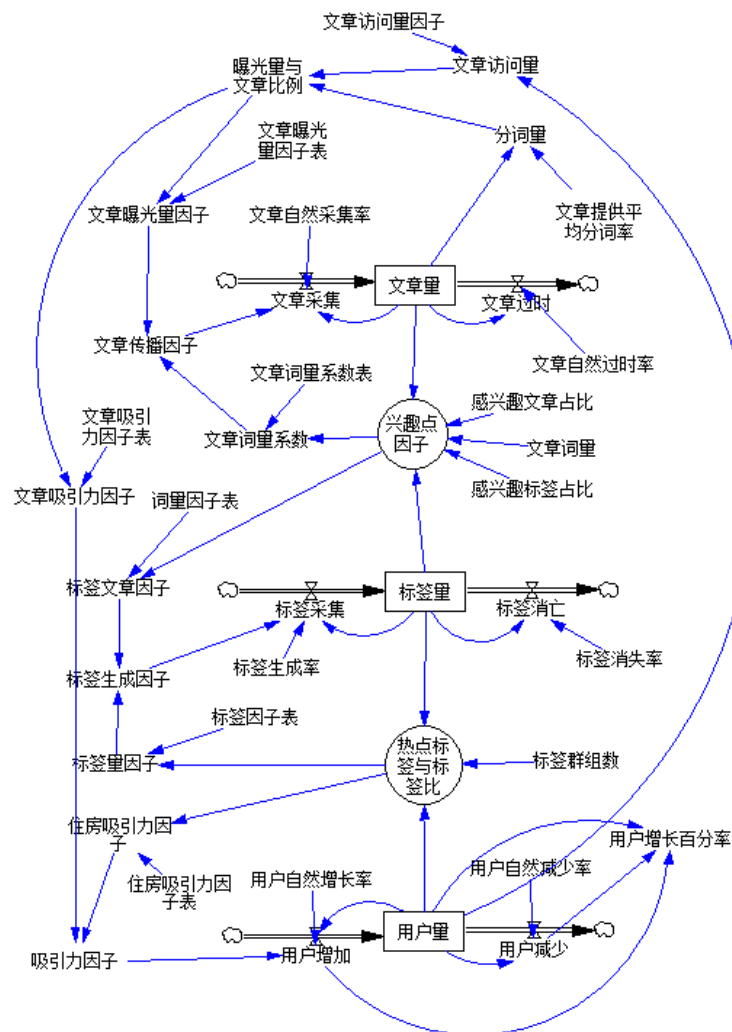 文章访问量因子
曝光量与
文章比例
文章访问量
文章曝光
量因子表
分词量
文章曝光量因子
文章自然采集率
文章提供平
均分词率
文章量
文章采集
文章过时
文章传播因子
文章自然过时率
文章词量系数表
感兴趣文章占比
文章吸引
力因子表
兴趣点
因子
文章词量系数
文章词量
文章吸引力因子
词量因子表
感兴趣标签占比
标签文章因子
标签量
标签采集
标签消亡
标签生成率
标签消失率
标签生成因子
标签因子表
热点标
签与标
签比
标签量因子
标签群组数
住房吸引力因
子
用户增长百分率
住房吸引力因
子表
用户自然增长率
用户自然减少率
用户量
吸引力因子
用户增加
用户减少